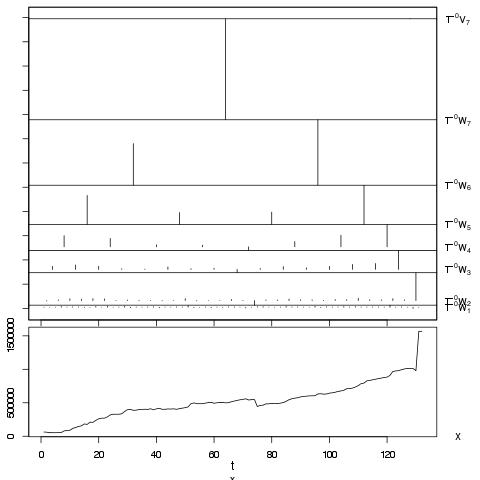 T⁻⁰V₇
T⁻⁰W₇
T⁻⁰W₆
T⁻⁰W₅
T⁻⁰W₄
T⁻⁰W₃
T⁻⁰W₂
T⁻⁰W₁
1500000
500000
0
X
0 20 40 60 80 100 120
t
x